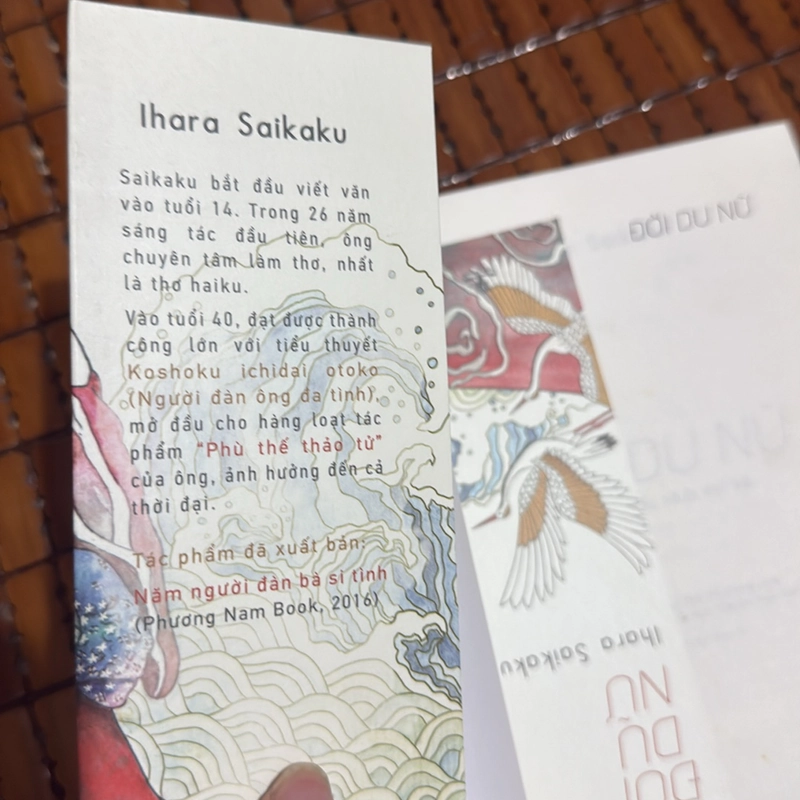 Ihara Saikaku
Saikaku bắt đầu viết văn
vào tuổi 14. Trong 26 năm
sáng tác đầu tiên, ông
chuyên tâm làm thơ, nhất
là thơ haiku.
Vào tuổi 40, đạt được thành
công lớn với tiểu thuyết
Koshoku ichidai otoko
(Người đàn ông đa tình),
mở đầu cho hàng loạt tác
phẩm “Phù thế thảo tử”
của ông, ảnh hưởng đến cả
thời đại.
Tác phẩm đã xuất bản:
Năm người đàn bà si tình
(Phương Nam Book, 2016)
ĐỜI DU NỮ
DU NỮ
Ihara Saikaku
ĐỜI
DU
NỮ